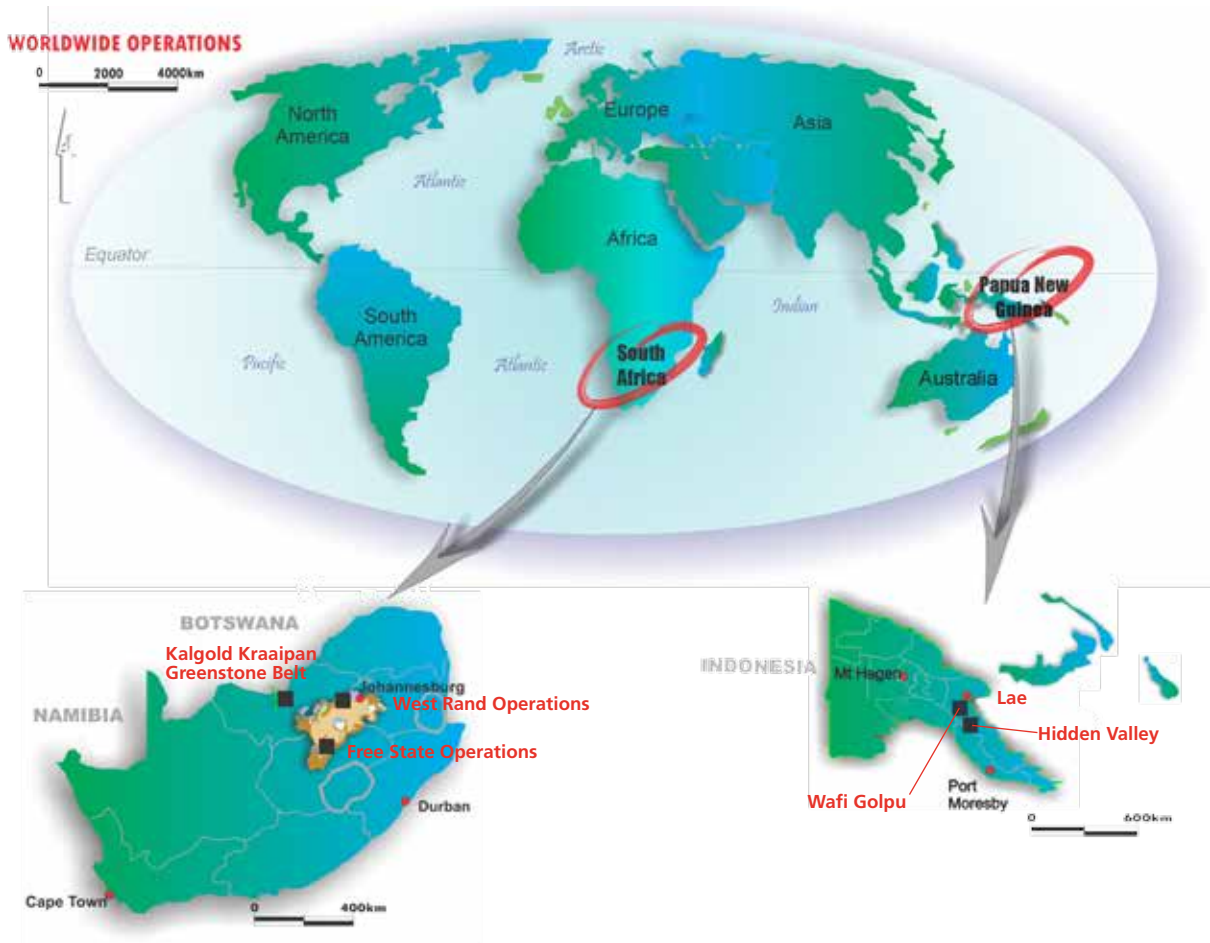 WORLDWIDE OPERATIONS
0 2000 4000km
Arctic
North
America
Europe
Asia
Atlantic
Africa
Equator
Papua New
Guinea
Indian
South
America
Pacific
Atlantic
South
Africa
Australia
BOTSWANA
Kalgold Kraaipan
Greenstone Belt
Johannesburg
West Rand Operations
NAMIBIA
Free State Operations
Durban
Cape Town
0 400km
INDONESIA
Mt Hagen
Lae
Hidden Valley
Wafi Golpu
Port
Moresby
0 600km